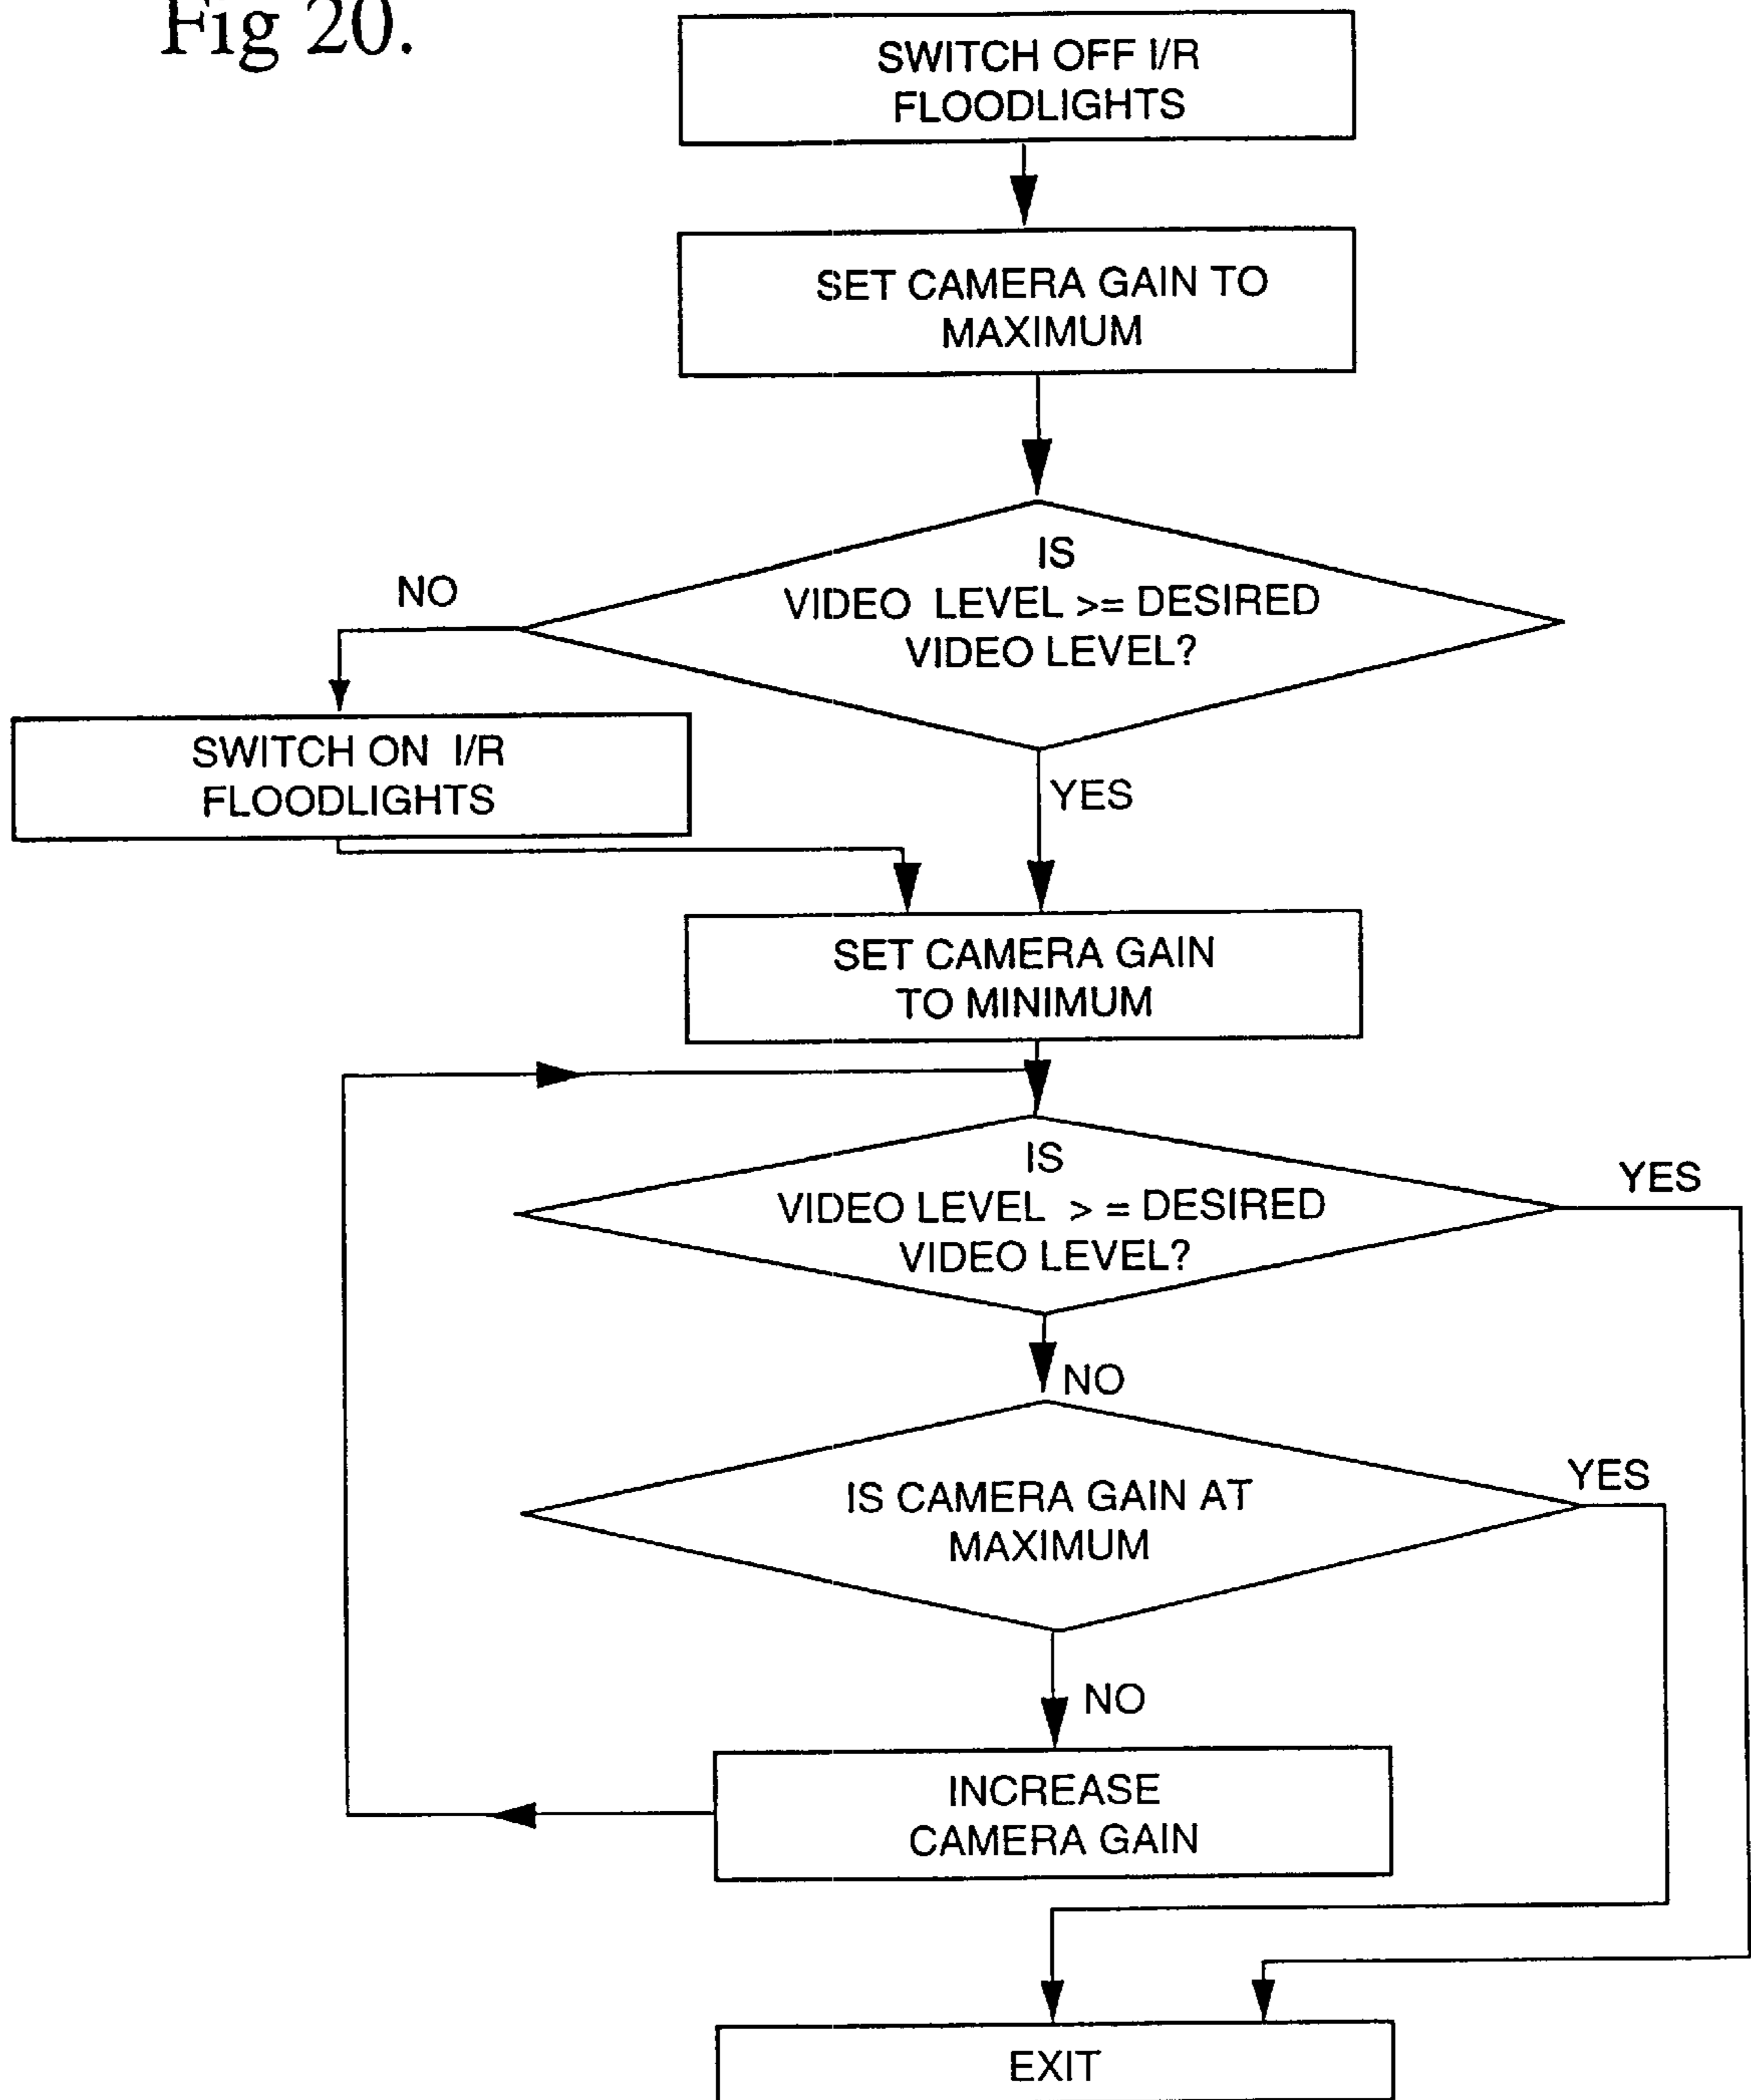 Fig 20.
SWITCH OFF I/R
FLOODLIGHTS
SET CAMERA GAIN TO
MAXIMUM
IS
VIDEO LEVEL >= DESIRED
VIDEO LEVEL?
NO
SWITCH ON I/R
FLOODLIGHTS
YES
SET CAMERA GAIN
TO MINIMUM
IS
VIDEO LEVEL > = DESIRED
VIDEO LEVEL?
YES
NO
IS CAMERA GAIN AT
MAXIMUM
YES
NO
INCREASE
CAMERA GAIN
EXIT